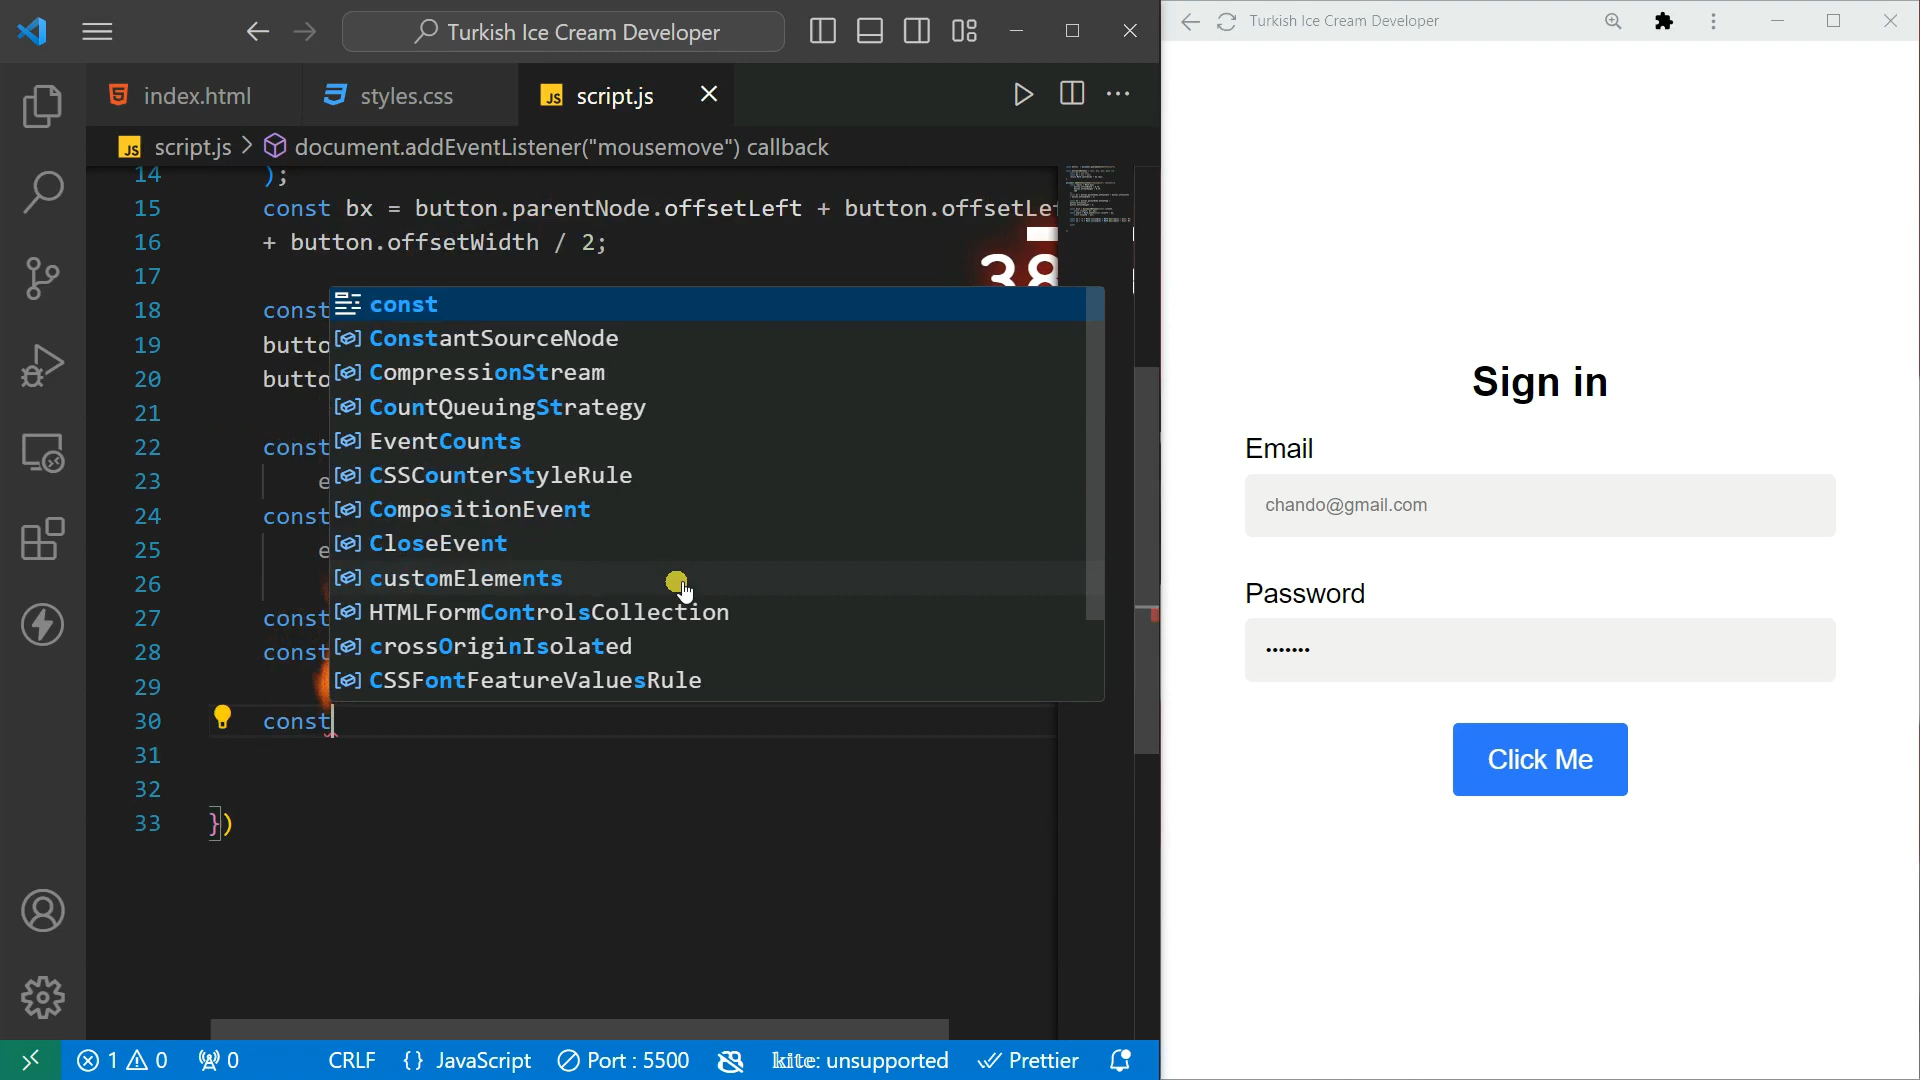 Turkish Ice Cream Developer
index.html
styles.css
JS script.js
JS script.js > document.addEventListener("mousemove") callback
14 );
15 const bx = button.parentNode.offsetLeft + button.offsetLe
16 + button.offsetWidth / 2;
38
17
18 const
19 butto
20 butto
21
22 const
23 e
24 const
25 e
26
27 const
28 const
29
30 const
31
32
33 })
const
ConstantSourceNode
CompressionStream
CountQueuingStrategy
EventCounts
CSSCounterStyleRule
CompositionEvent
CloseEvent
customElements
HTMLFormControlsCollection
crossOriginIsolated
CSSFontFeatureValuesRule
1 0 0 CRLF {} JavaScript Port : 5500 kite: unsupported Prettier
Turkish Ice Cream Developer
Sign in
Email
chando@gmail.com
Password
•••••••
Click Me